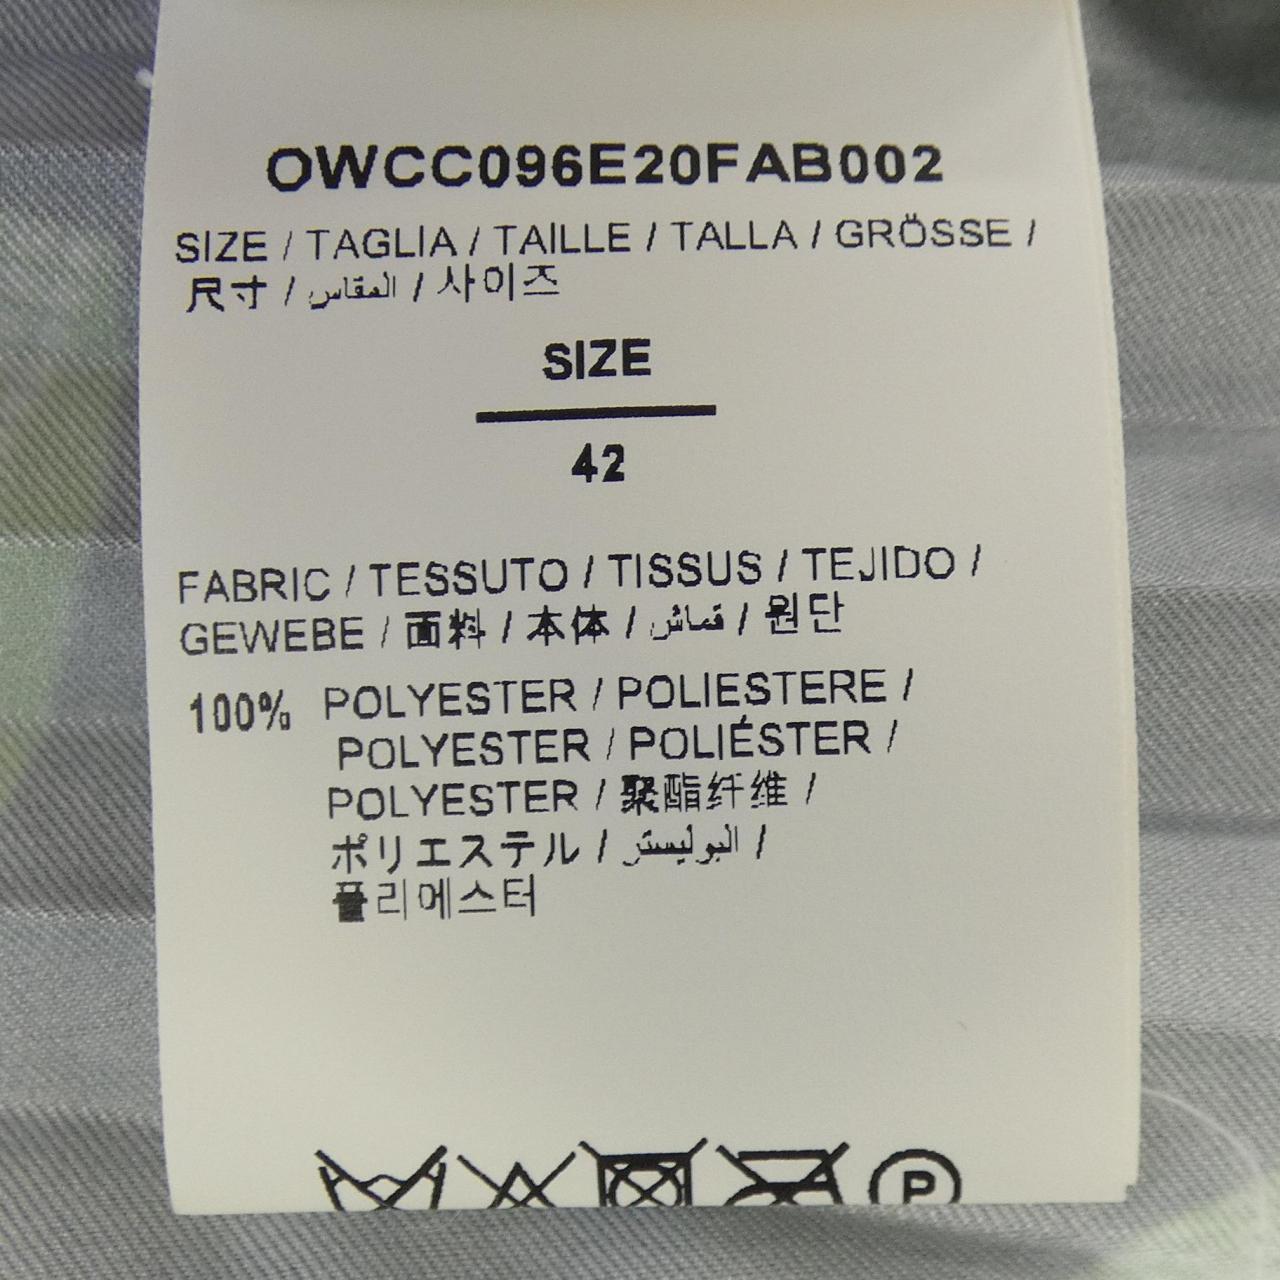 OWCC096E20FAB002
SIZE / TAGLIA / TAILLE / TALLA / GRÖSSE /
尺寸 / المقاس / 사이즈
SIZE
42
FABRIC / TESSUTO / TISSUS / TEJIDO /
GEWEBE / 面料 / 本体 / قماش / 원단
100% POLYESTER / POLIESTERE /
POLYESTER / POLIÉSTER /
POLYESTER / 聚酯纤维 /
ポリエステル / البوليستر /
폴리에스터
P